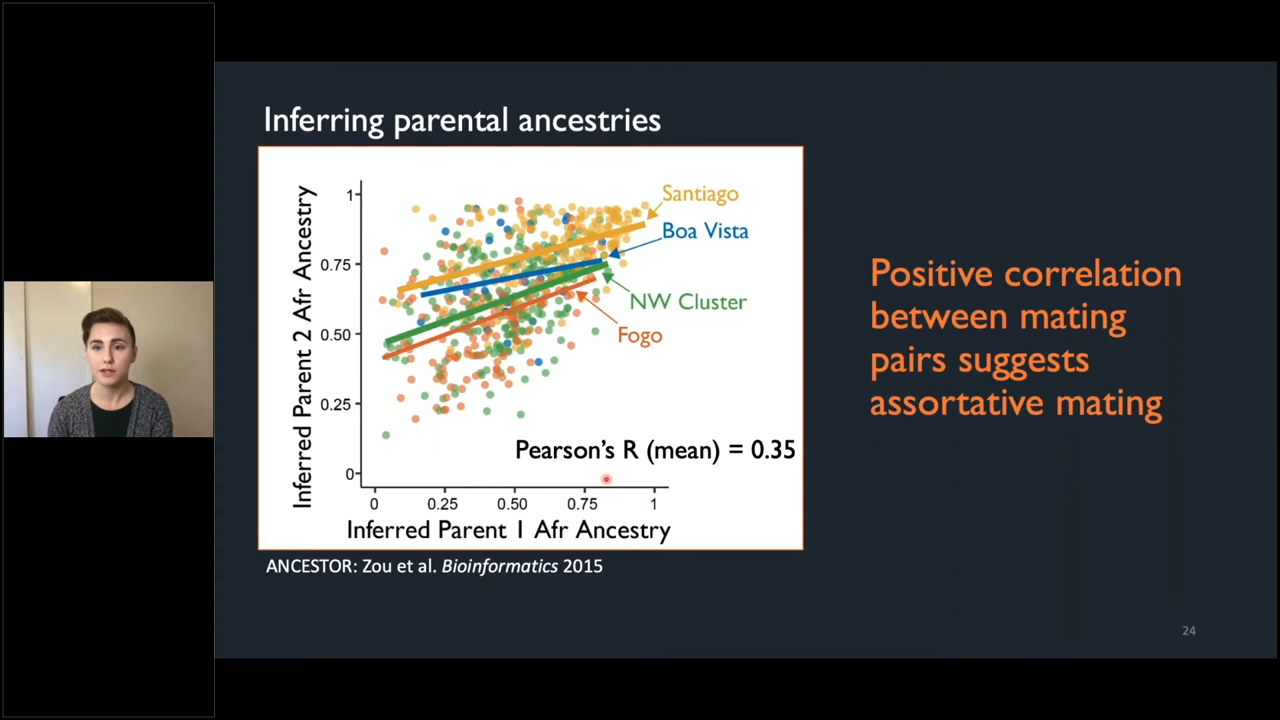 Inferring parental ancestries
Inferred Parent 2 Afr Ancestry
1
0.75
0.50
0.25
0
0
0.25
0.50
0.75
1
Inferred Parent 1 Afr Ancestry
Santiago
Boa Vista
NW Cluster
Fogo
Pearson's R (mean) = 0.35
ANCESTOR: Zou et al. Bioinformatics 2015
Positive correlation
between mating
pairs suggests
assortative mating
24